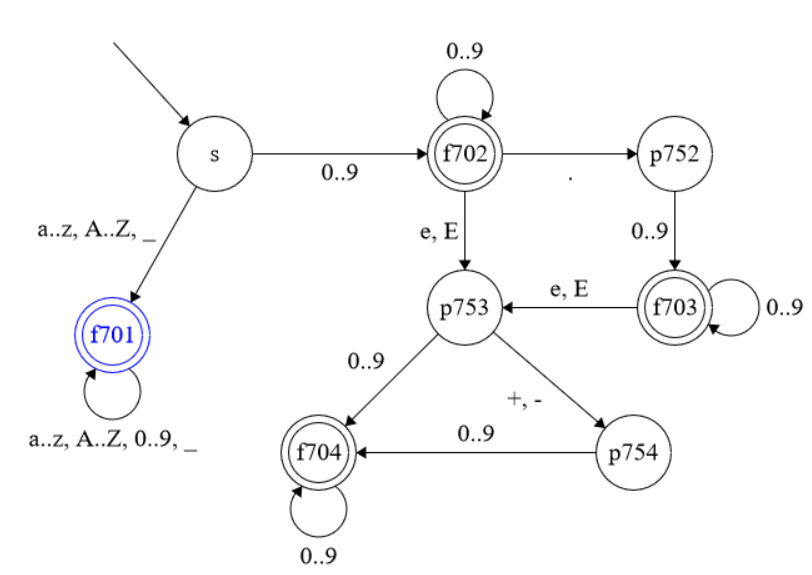 0..9
s
f702
p752
0..9
.
a..z, A..Z, _
e, E
0..9
f701
p753
e, E
f703
0..9
0..9
+, -
a..z, A..Z, 0..9, _
f704
0..9
p754
0..9